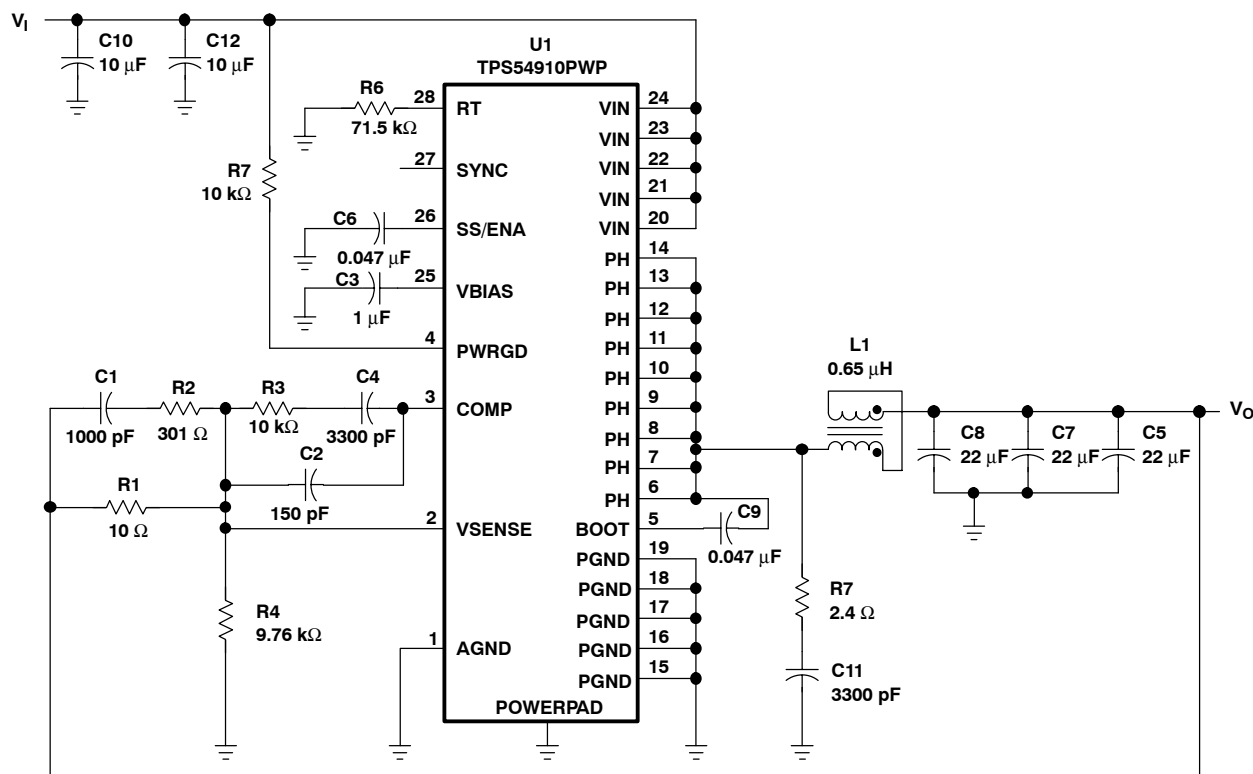 V_I
C10
10 μF
C12
10 μF
U1
TPS54910PWP
R6
71.5 kΩ
R7
10 kΩ
C6
0.047 μF
C3
1 μF
28 RT
27 SYNC
26 SS/ENA
25 VBIAS
4 PWRGD
3 COMP
2 VSENSE
1 AGND
VIN 24
VIN 23
VIN 22
VIN 21
VIN 20
PH 14
PH 13
PH 12
PH 11
PH 10
PH 9
PH 8
PH 7
PH 6
BOOT 5
PGND 19
PGND 18
PGND 17
PGND 16
PGND 15
POWERPAD
C1
1000 pF
R2
301 Ω
R3
10 kΩ
C4
3300 pF
C2
150 pF
R1
10 Ω
R4
9.76 kΩ
C9
0.047 μF
L1
0.65 μH
V_O
C8
22 μF
C7
22 μF
C5
22 μF
R7
2.4 Ω
C11
3300 pF